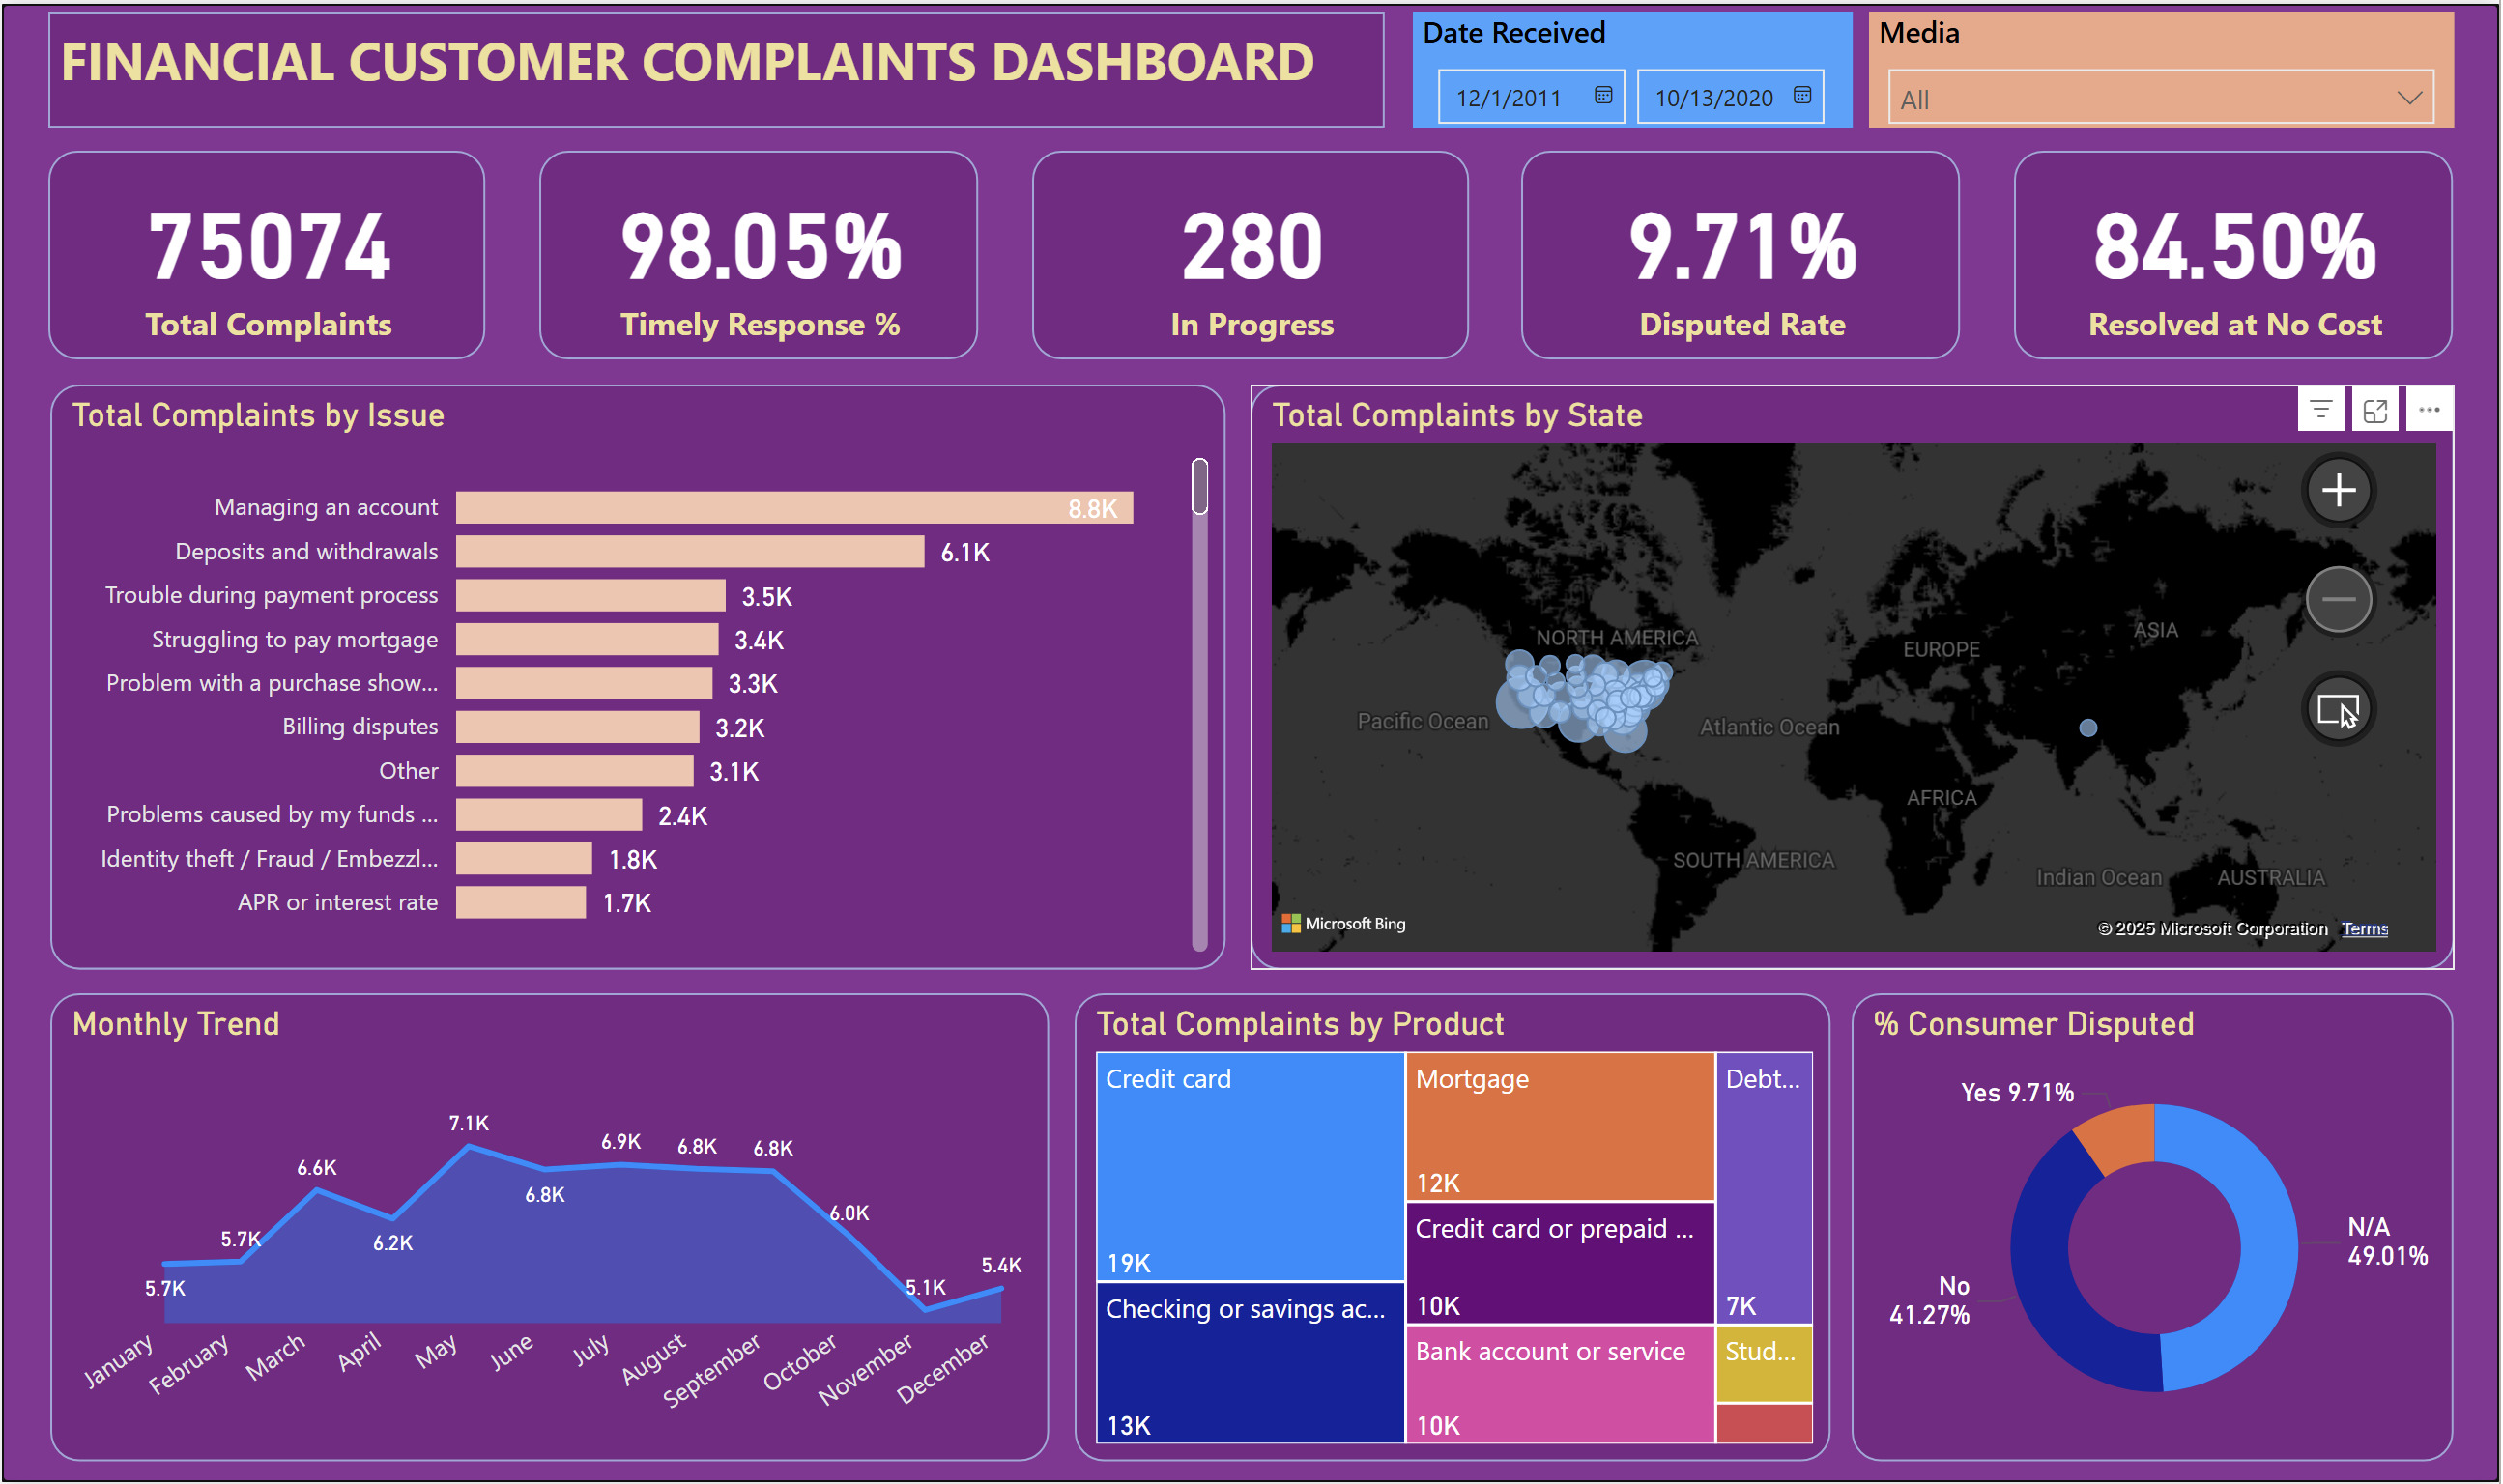 FINANCIAL CUSTOMER COMPLAINTS DASHBOARD
Date Received
12/1/2011
10/13/2020
Media
All
75074
Total Complaints
98.05%
Timely Response %
280
In Progress
9.71%
Disputed Rate
84.50%
Resolved at No Cost
Total Complaints by Issue
Managing an account
8.8K
Deposits and withdrawals
6.1K
Trouble during payment process
3.5K
Struggling to pay mortgage
3.4K
Problem with a purchase show...
3.3K
Billing disputes
3.2K
Other
3.1K
Problems caused by my funds ...
2.4K
Identity theft / Fraud / Embezzl...
1.8K
APR or interest rate
1.7K
Total Complaints by State
NORTH AMERICA
EUROPE
ASIA
Pacific Ocean
Atlantic Ocean
AFRICA
SOUTH AMERICA
Indian Ocean
AUSTRALIA
Microsoft Bing
© 2025 Microsoft Corporation
Terms
Monthly Trend
5.7K
5.7K
6.6K
6.2K
7.1K
6.8K
6.9K
6.8K
6.8K
6.0K
5.1K
5.4K
January
February
March
April
May
June
July
August
September
October
November
December
Total Complaints by Product
Credit card
19K
Checking or savings ac...
13K
Mortgage
12K
Credit card or prepaid ...
10K
Bank account or service
10K
Debt...
7K
Stud...
% Consumer Disputed
Yes 9.71%
N/A
49.01%
No
41.27%